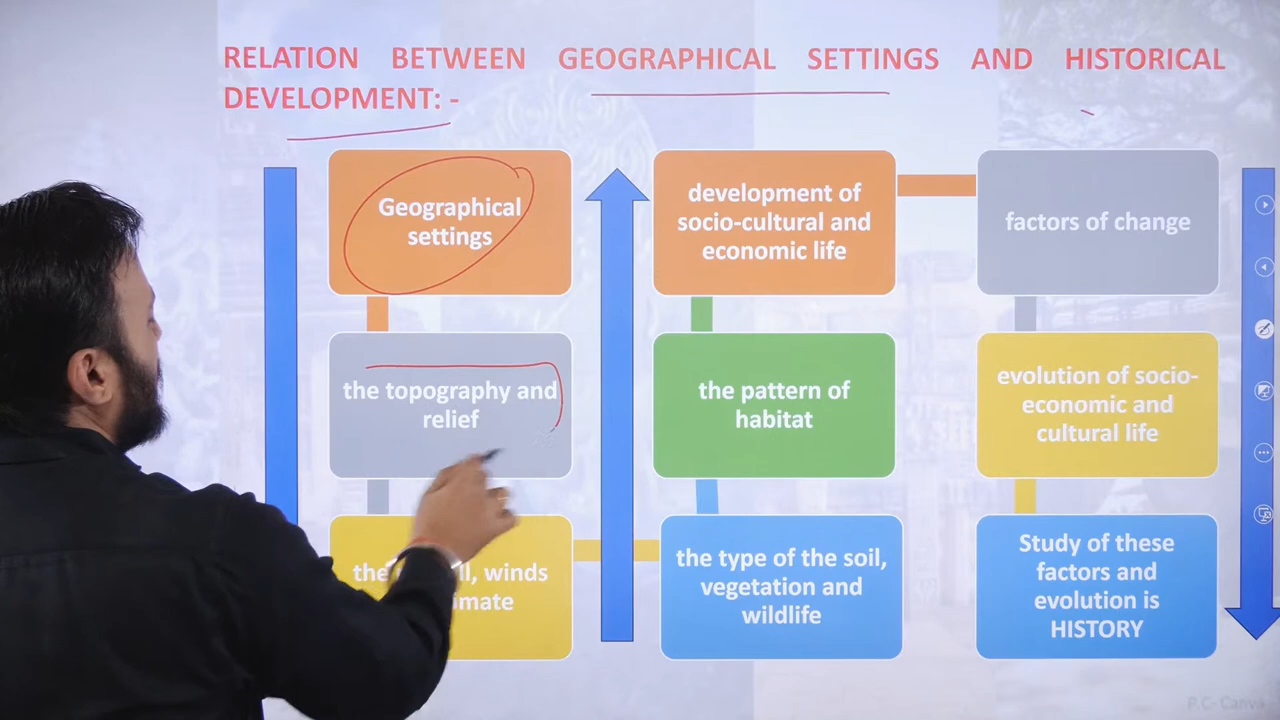 RELATION BETWEEN GEOGRAPHICAL SETTINGS AND HISTORICAL
DEVELOPMENT: -
Geographical
settings
the topography and
relief
winds
development of
socio-cultural and
economic life
the pattern of
habitat
the type of the soil,
vegetation and
wildlife
factors of change
evolution of socio-
economic and
cultural life
Study of these
factors and
evolution is
HISTORY
P.C- Canva